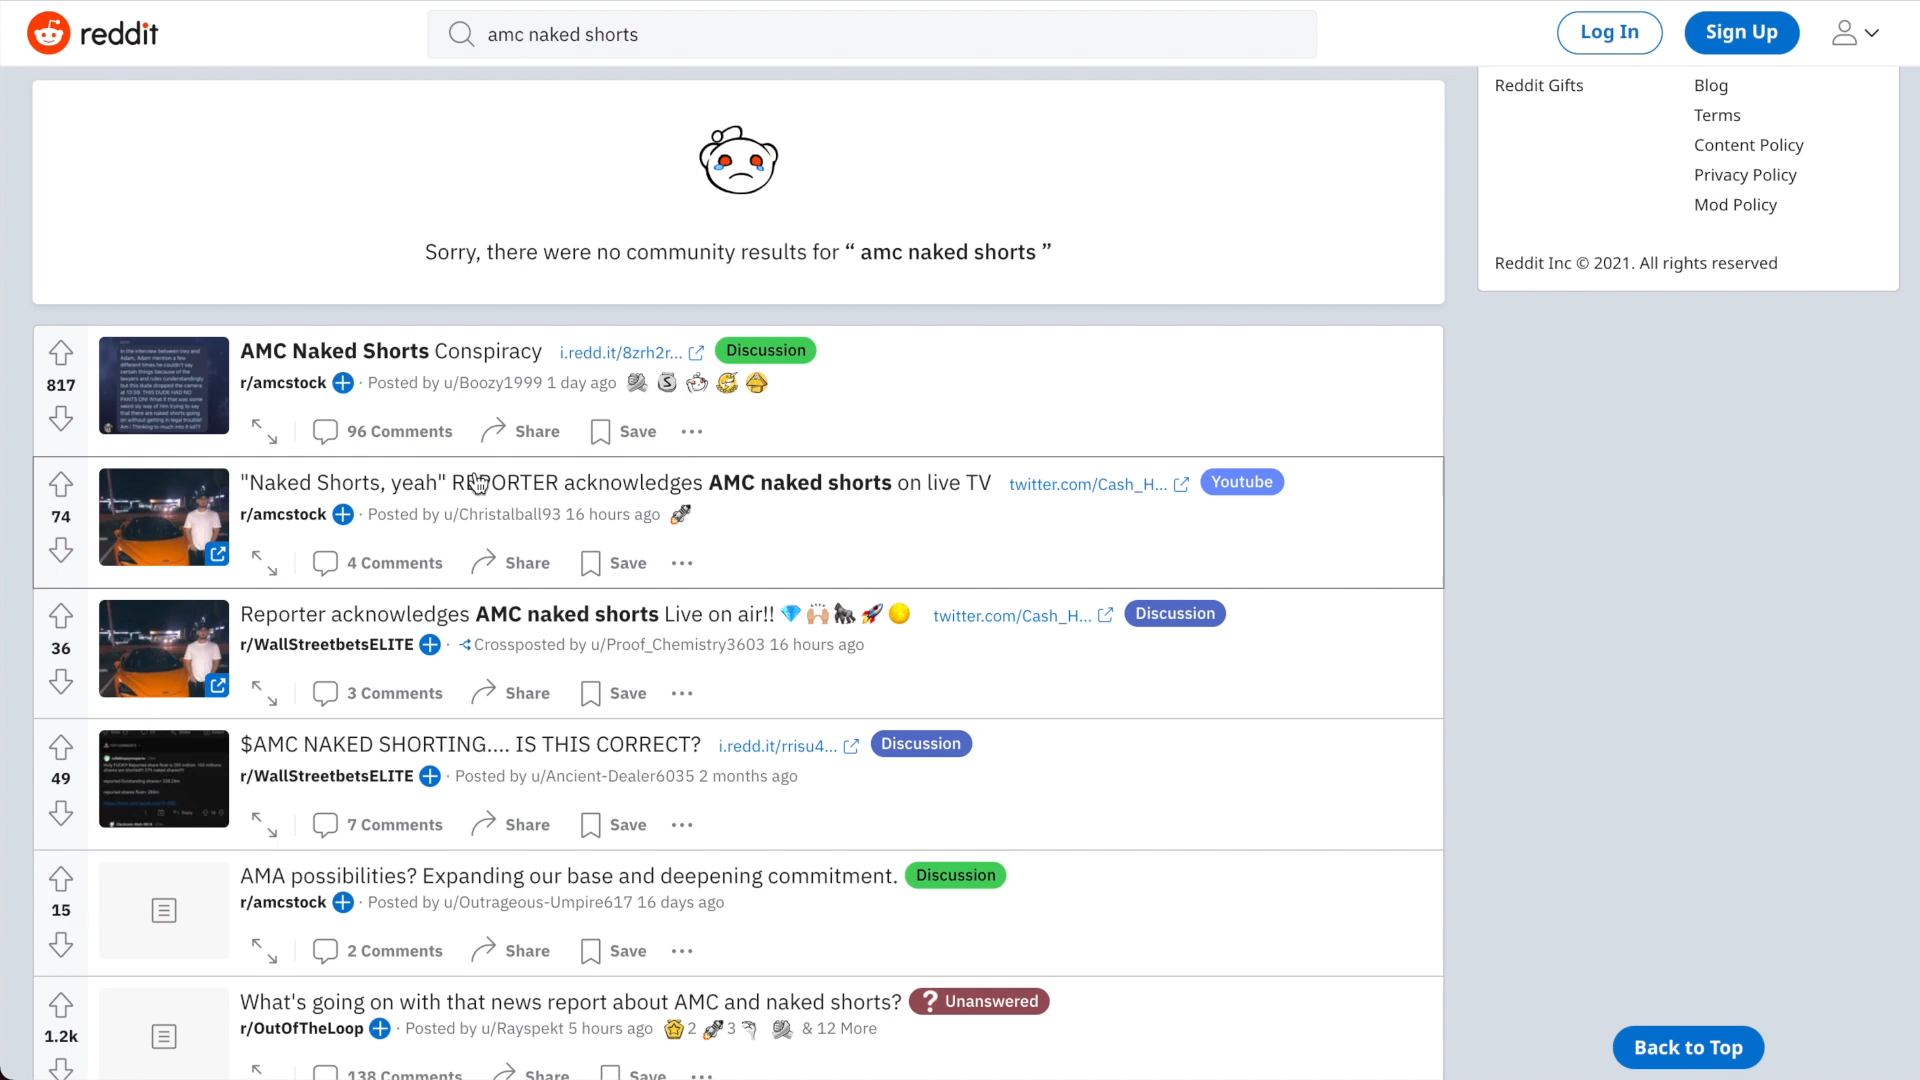 reddit
amc naked shorts
Log In
Sign Up
Reddit Gifts
Blog
Terms
Content Policy
Privacy Policy
Mod Policy
Reddit Inc © 2021. All rights reserved
Sorry, there were no community results for “ amc naked shorts ”
817
AMC Naked Shorts Conspiracy i.redd.it/8zrh2r... Discussion
r/amcstock · Posted by u/Boozy1999 1 day ago
96 Comments Share Save
74
"Naked Shorts, yeah" REPORTER acknowledges AMC naked shorts on live TV twitter.com/Cash_H... Youtube
r/amcstock · Posted by u/Christalball93 16 hours ago
4 Comments Share Save
36
Reporter acknowledges AMC naked shorts Live on air!! 💎🙌🏼🦍🚀🌕 twitter.com/Cash_H... Discussion
r/WallStreetbetsELITE · Crossposted by u/Proof_Chemistry3603 16 hours ago
3 Comments Share Save
49
$AMC NAKED SHORTING.... IS THIS CORRECT? i.redd.it/rrisu4... Discussion
r/WallStreetbetsELITE · Posted by u/Ancient-Dealer6035 2 months ago
7 Comments Share Save
15
AMA possibilities? Expanding our base and deepening commitment. Discussion
r/amcstock · Posted by u/Outrageous-Umpire617 16 days ago
2 Comments Share Save
1.2k
What's going on with that news report about AMC and naked shorts? ? Unanswered
r/OutOfTheLoop · Posted by u/Rayspekt 5 hours ago 2 3 & 12 More
138 Comments Share Save
Back to Top